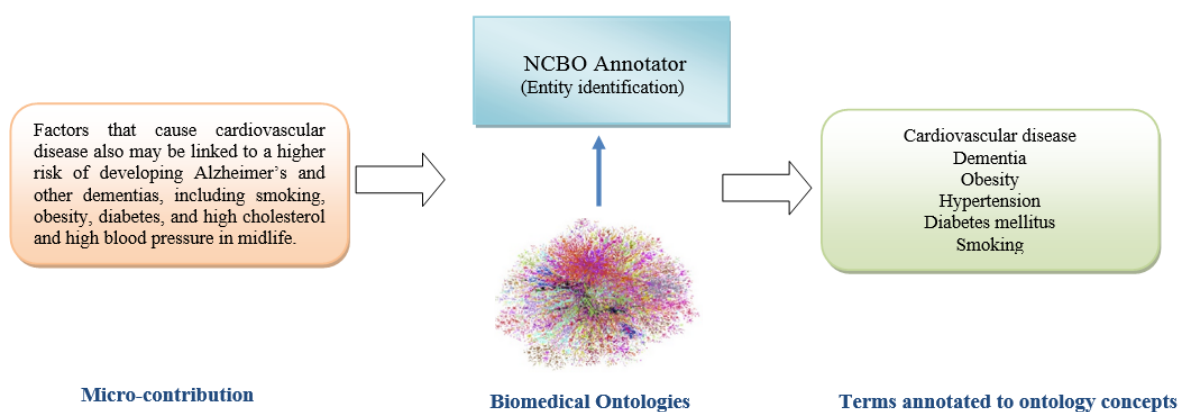 NCBO Annotator
(Entity identification)
Factors that cause cardiovascular
disease also may be linked to a higher
risk of developing Alzheimer’s and
other dementias, including smoking,
obesity, diabetes, and high cholesterol
and high blood pressure in midlife.
Cardiovascular disease
Dementia
Obesity
Hypertension
Diabetes mellitus
Smoking
Micro-contribution
Biomedical Ontologies
Terms annotated to ontology concepts